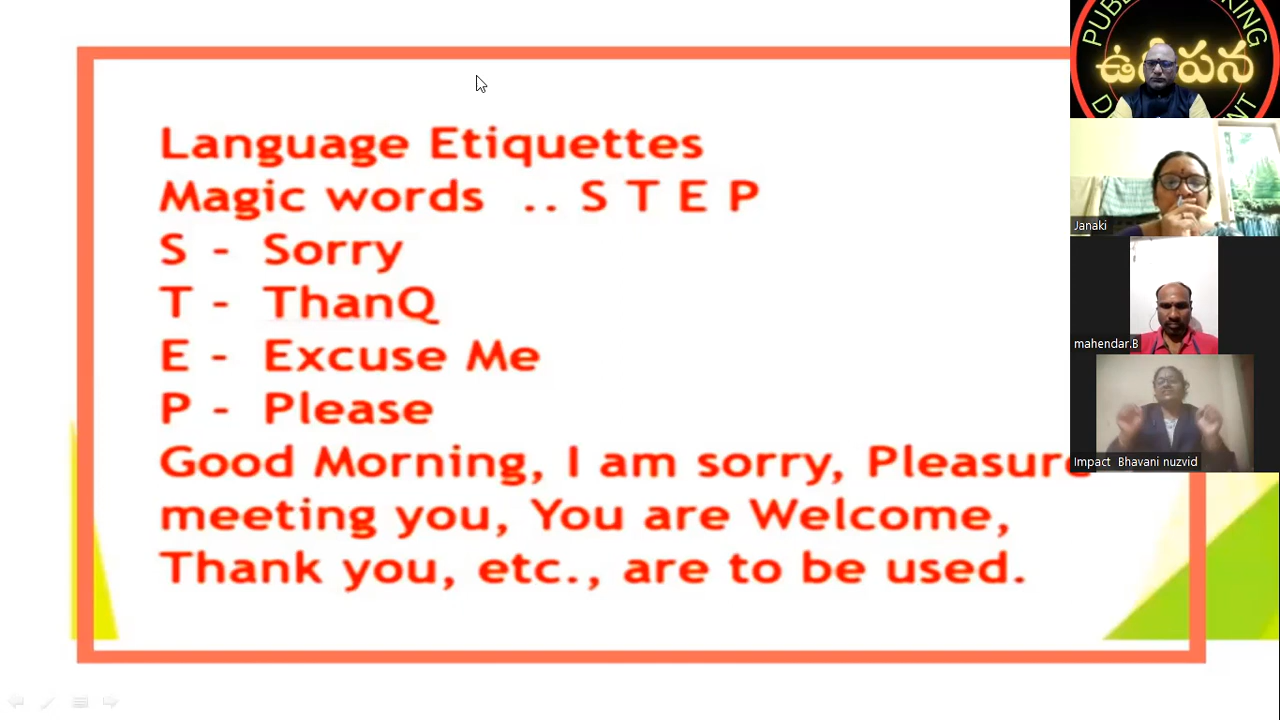 Language Etiquettes
Magic words .. S T E P
S - Sorry
T - ThanQ
E - Excuse Me
P - Please
Good Morning, I am sorry, Pleasure
meeting you, You are Welcome,
Thank you, etc., are to be used.
Janaki
mahendar.B
Impact Bhavani nuzvid